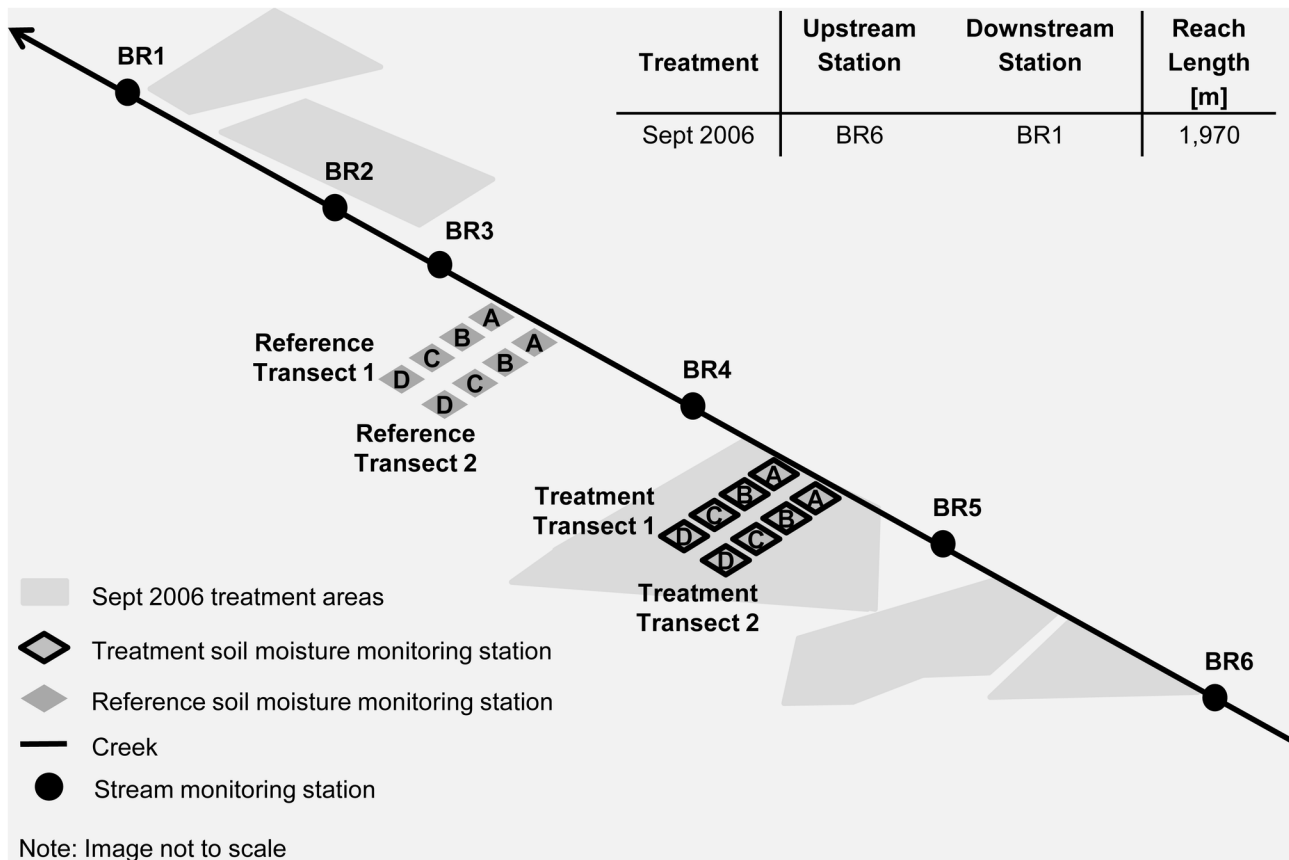 Treatment Upstream Station Downstream Station Reach Length [m]
Sept 2006 BR6 BR1 1,970
BR1
BR2
BR3
Reference
Transect 1
A
B
C
D
A
B
C
D
Reference
Transect 2
BR4
Treatment
Transect 1
A
B
C
D
A
B
C
D
Treatment
Transect 2
BR5
BR6
Sept 2006 treatment areas
Treatment soil moisture monitoring station
Reference soil moisture monitoring station
Creek
Stream monitoring station
Note: Image not to scale